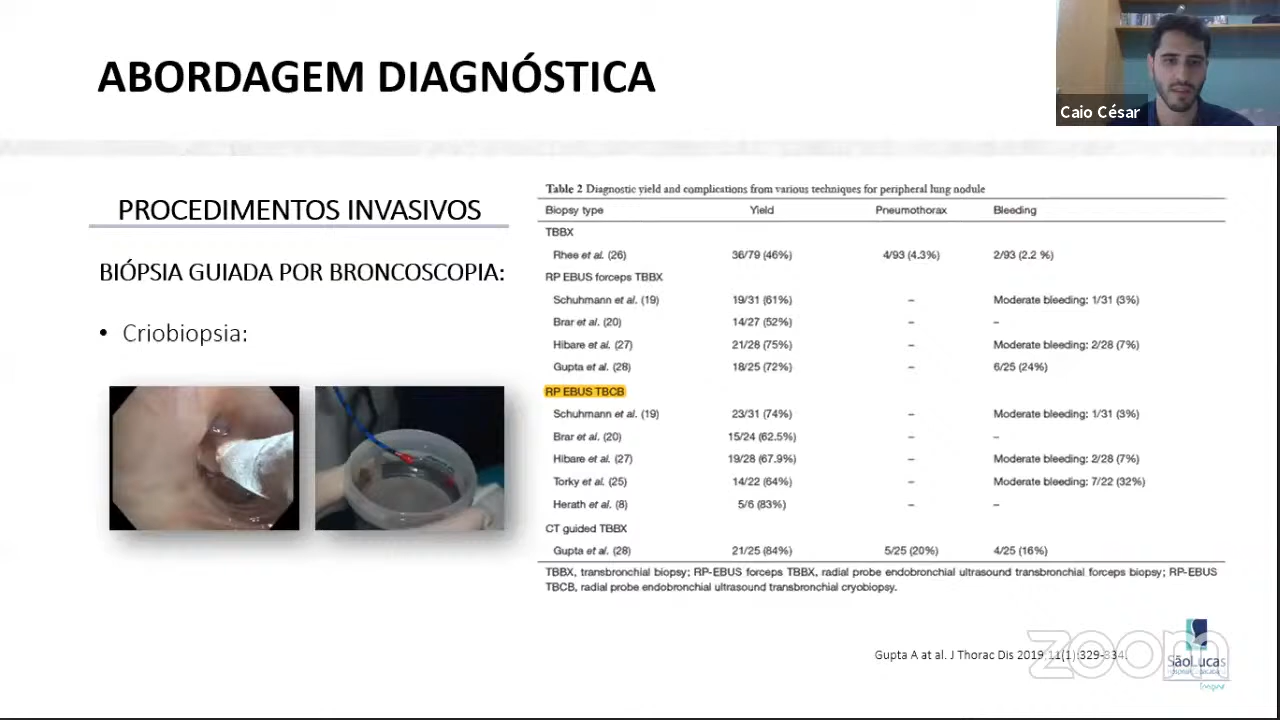 ABORDAGEM DIAGNÓSTICA
Caio César
PROCEDIMENTOS INVASIVOS
BIÓPSIA GUIADA POR BRONCOSCOPIA:
• Criobiopsia:
Table 2 Diagnostic yield and complications from various techniques for peripheral lung nodule
Biopsy type Yield Pneumothorax Bleeding
TBBX
Rhee et al. (26) 36/79 (46%) 4/93 (4.3%) 2/93 (2.2 %)
RP EBUS forceps TBBX
Schuhmann et al. (19) 19/31 (61%) – Moderate bleeding: 1/31 (3%)
Brar et al. (20) 14/27 (52%) – –
Hibare et al. (27) 21/28 (75%) – Moderate bleeding: 2/28 (7%)
Gupta et al. (28) 18/25 (72%) – 6/25 (24%)
RP EBUS TBCB
Schuhmann et al. (19) 23/31 (74%) – Moderate bleeding: 1/31 (3%)
Brar et al. (20) 15/24 (62.5%) – –
Hibare et al. (27) 19/28 (67.9%) – Moderate bleeding: 2/28 (7%)
Torky et al. (25) 14/22 (64%) – Moderate bleeding: 7/22 (32%)
Herath et al. (8) 5/6 (83%) – –
CT guided TBBX
Gupta et al. (28) 21/25 (84%) 5/25 (20%) 4/25 (16%)
TBBX, transbronchial biopsy; RP-EBUS forceps TBBX, radial probe endobronchial ultrasound transbronchial forceps biopsy; RP-EBUS
TBCB, radial probe endobronchial ultrasound transbronchial cryobiopsy.
Gupta A at al. J Thorac Dis 2019;11(1):329-334.
zoom
SãoLucas